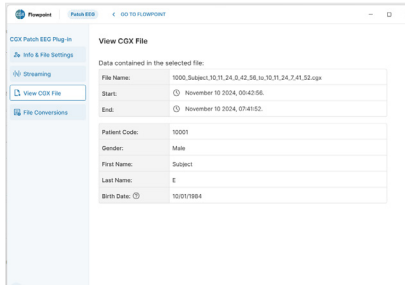 Flowpoint
Patch EEG
< GO TO FLOWPOINT
CGX Patch EEG Plug-in
Info & File Settings
Streaming
View CGX File
File Conversions
View CGX File
Data contained in the selected file:
File Name: 1000_Subject_10_11_24_0_42_56_to_10_11_24_7_41_52.cgx
Start: November 10 2024, 00:42:56.
End: November 10 2024, 07:41:52.
Patient Code: 10001
Gender: Male
First Name: Subject
Last Name: E
Birth Date: 10/01/1984